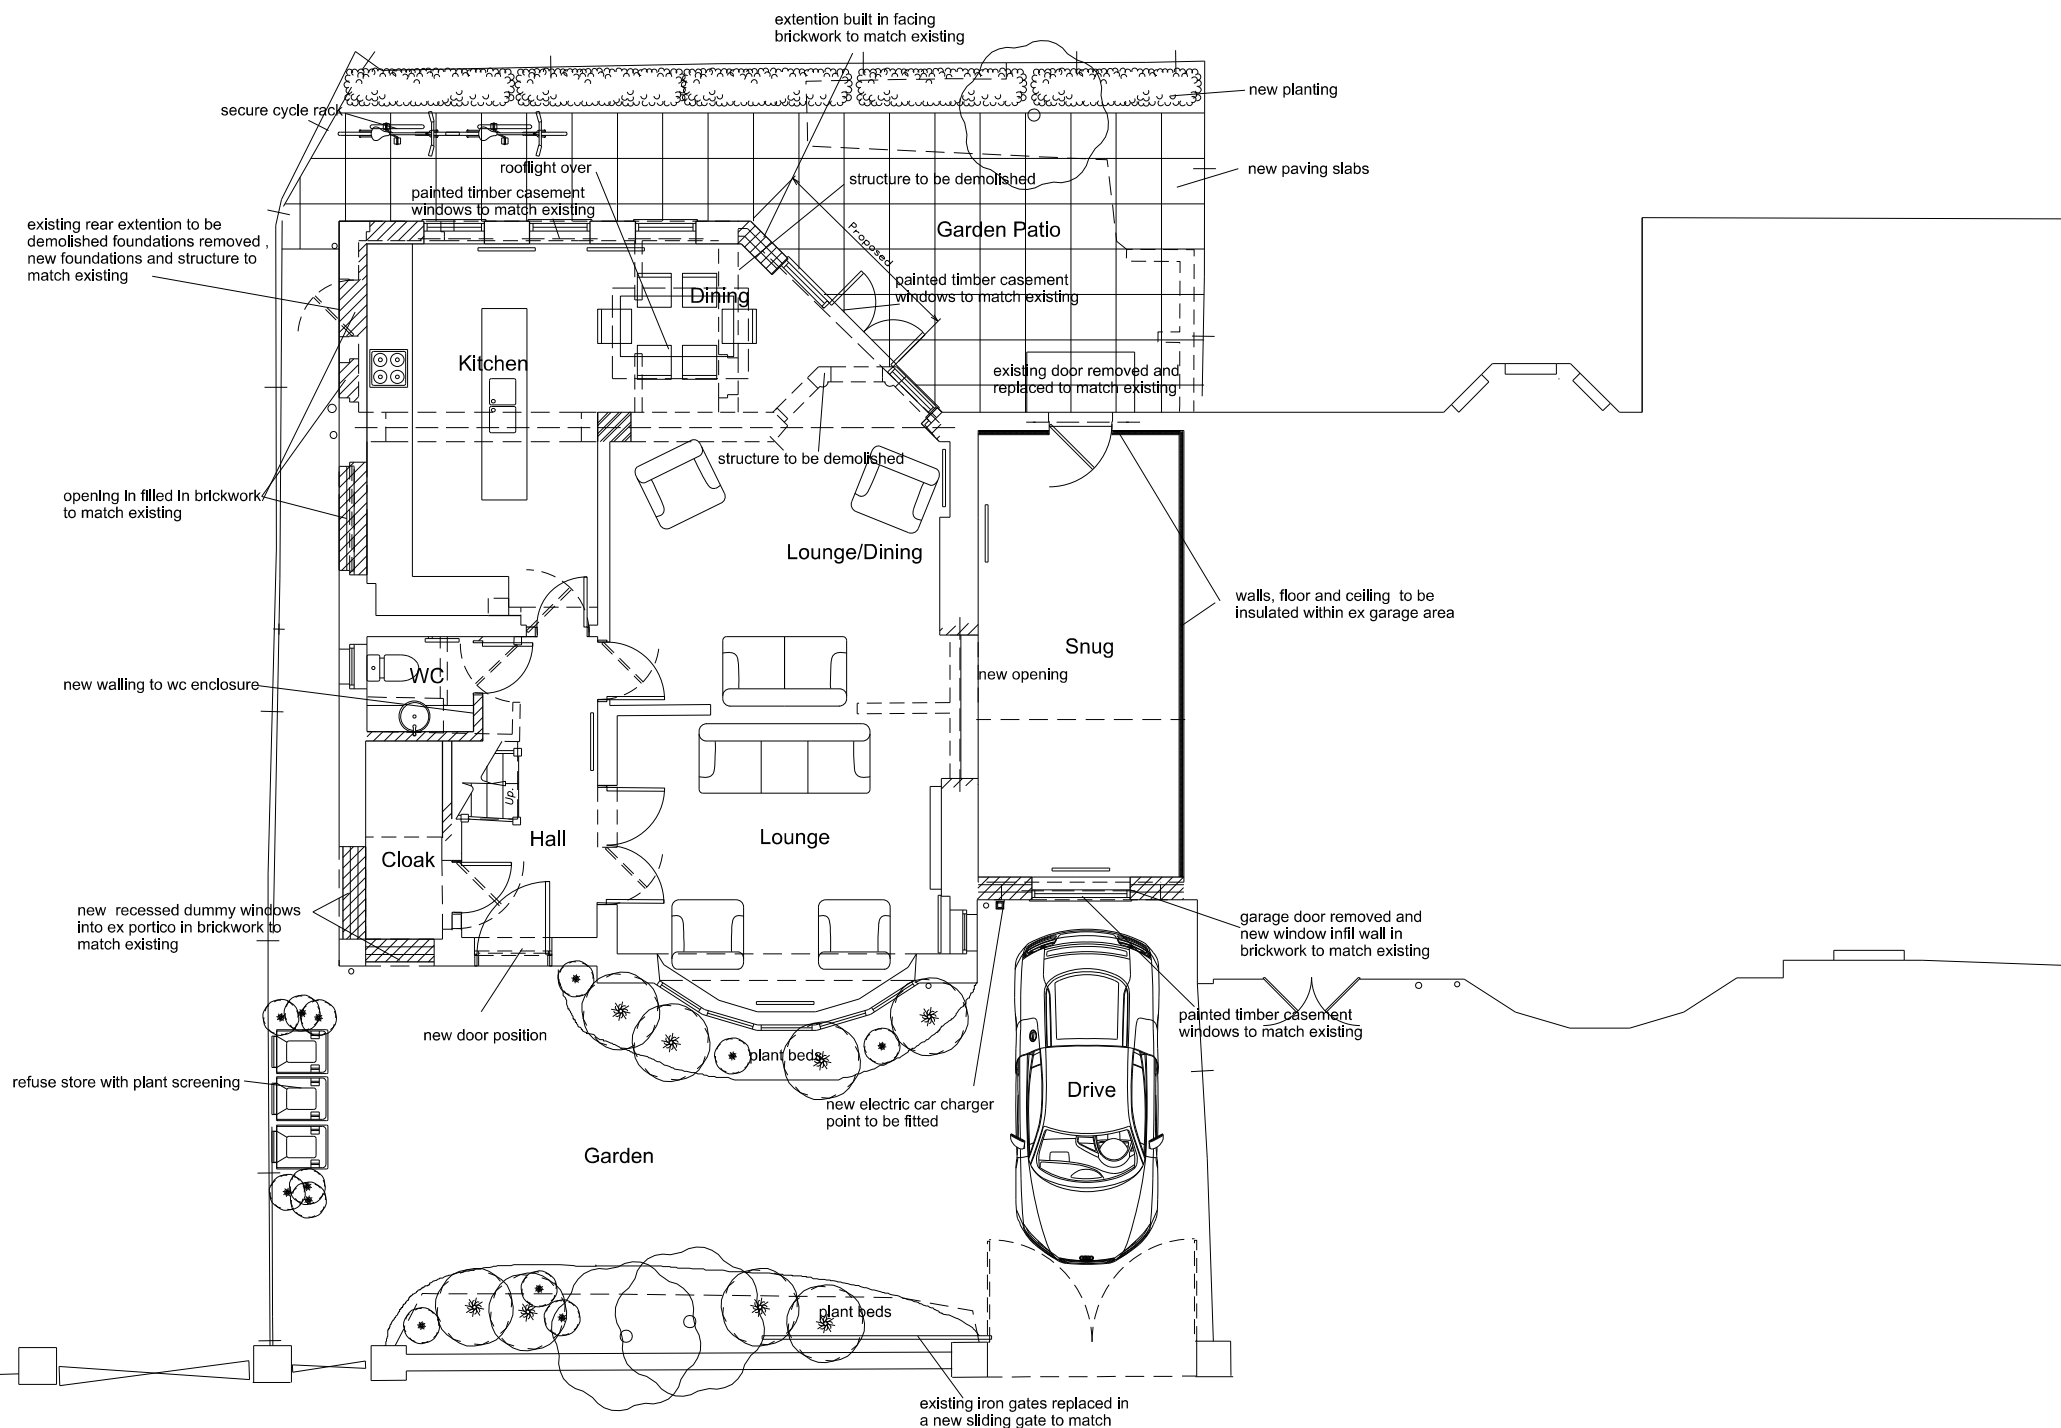 extention built in facing
brickwork to match existing
new planting
secure cycle rack
rooflight over
structure to be demolished
new paving slabs
painted timber casement
windows to match existing
existing rear extention to be
demolished foundations removed ,
new foundations and structure to
match existing
Garden Patio
Proposed
painted timber casement
windows to match existing
Dining
Kitchen
existing door removed and
replaced to match existing
structure to be demolished
opening in filled in brickwork
to match existing
Lounge/Dining
walls, floor and ceiling to be
insulated within ex garage area
Snug
WC
new opening
new walling to wc enclosure
Up.
Hall
Lounge
Cloak
new recessed dummy windows
into ex portico in brickwork to
match existing
garage door removed and
new window infil wall in
brickwork to match existing
new door position
painted timber casement
windows to match existing
plant beds
refuse store with plant screening
Drive
new electric car charger
point to be fitted
Garden
plant beds
existing iron gates replaced in
a new sliding gate to match